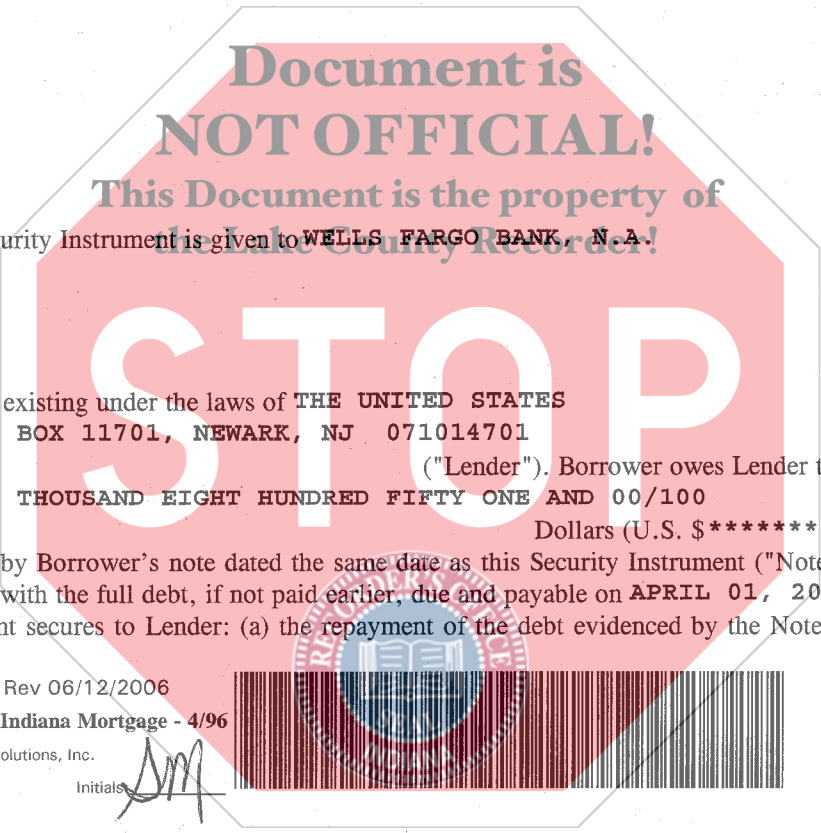 Document is
NOT OFFICIAL!
This Document is the property of
the Lake County Recorder!
urity Instrument is given to WELLS FARGO BANK, N.A.
STOP
existing under the laws of THE UNITED STATES
BOX 11701, NEWARK, NJ 071014701
("Lender"). Borrower owes Lender t
THOUSAND EIGHT HUNDRED FIFTY ONE AND 00/100
Dollars (U.S. $*******
by Borrower's note dated the same date as this Security Instrument ("Note
with the full debt, if not paid earlier, due and payable on APRIL 01, 20
nt secures to Lender: (a) the repayment of the debt evidenced by the Note
RECORDER'S OFFICE
SEAL
INDIANA
Rev 06/12/2006
Indiana Mortgage - 4/96
olutions, Inc.
Initials SM